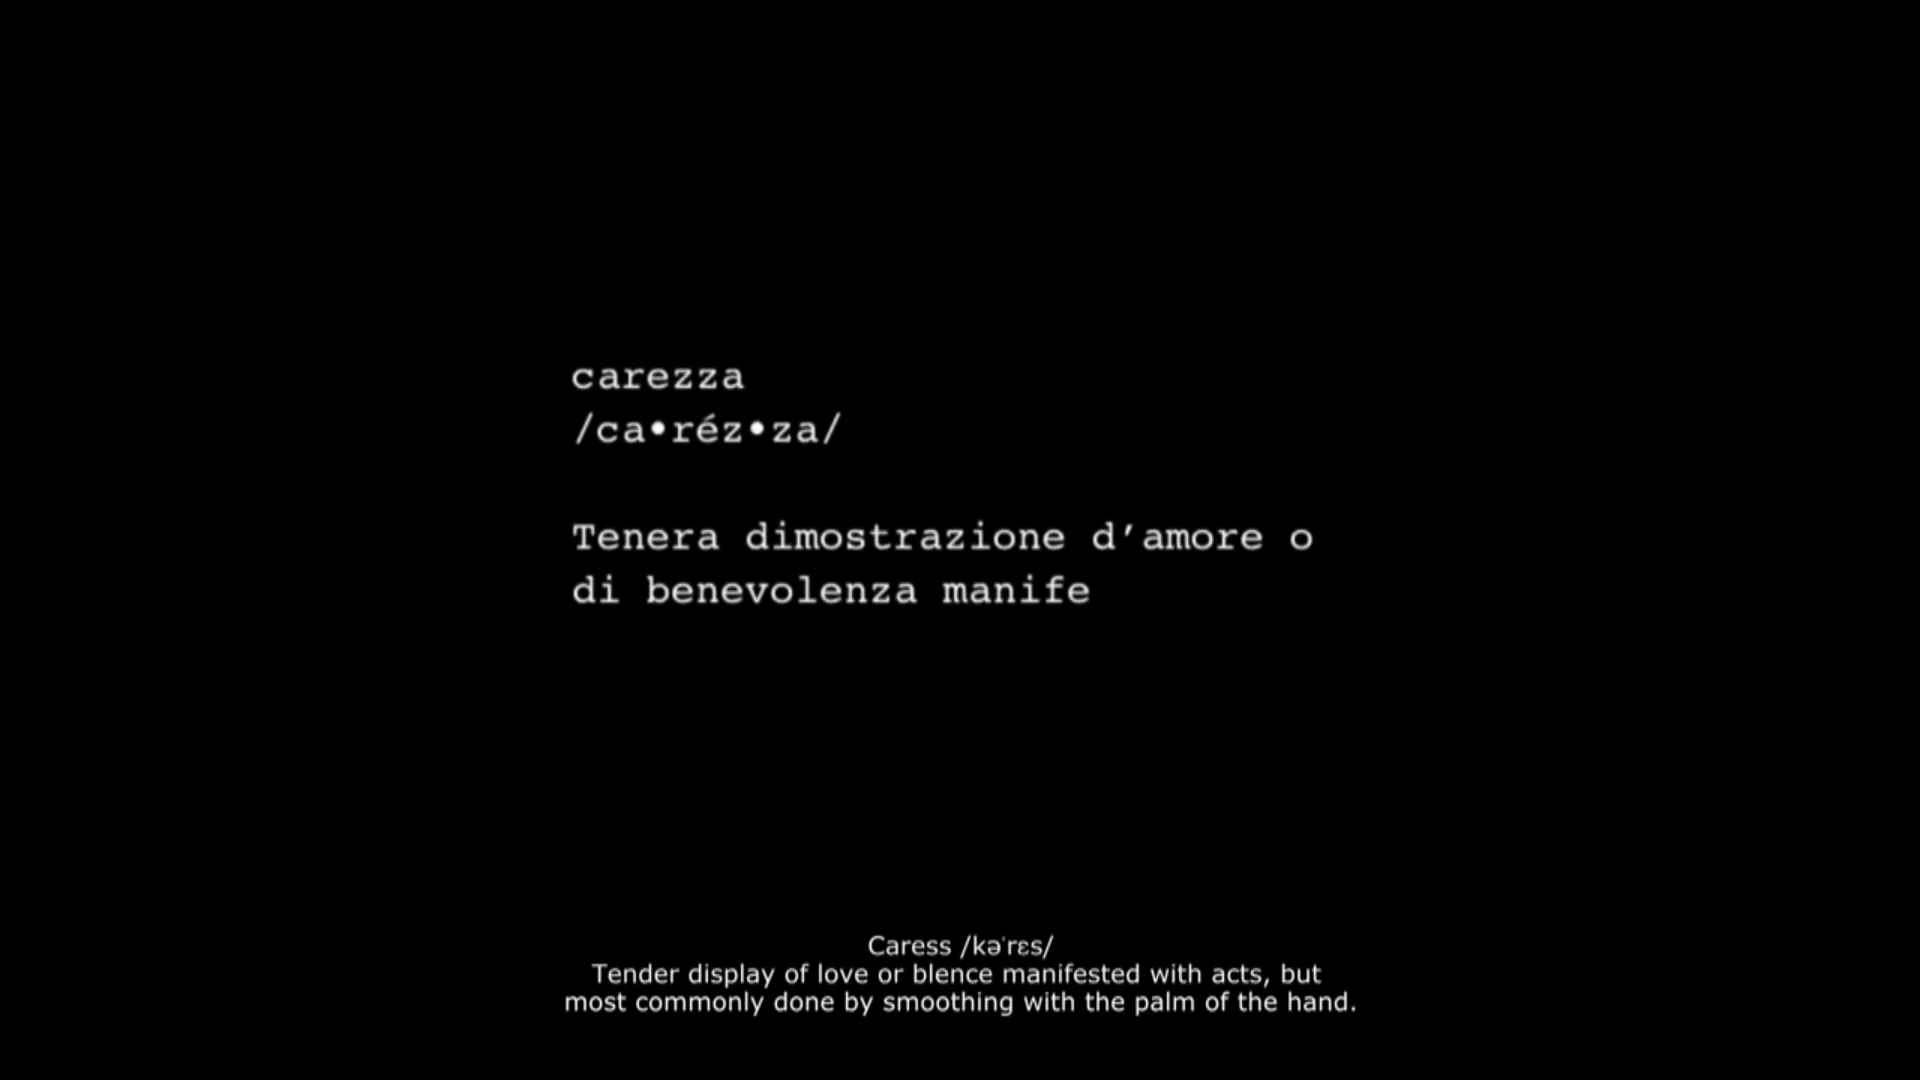 carezza
/ca•réz•za/
Tenera dimostrazione d’amore o
di benevolenza manife
Caress /kəˈrɛs/
Tender display of love or blence manifested with acts, but
most commonly done by smoothing with the palm of the hand.